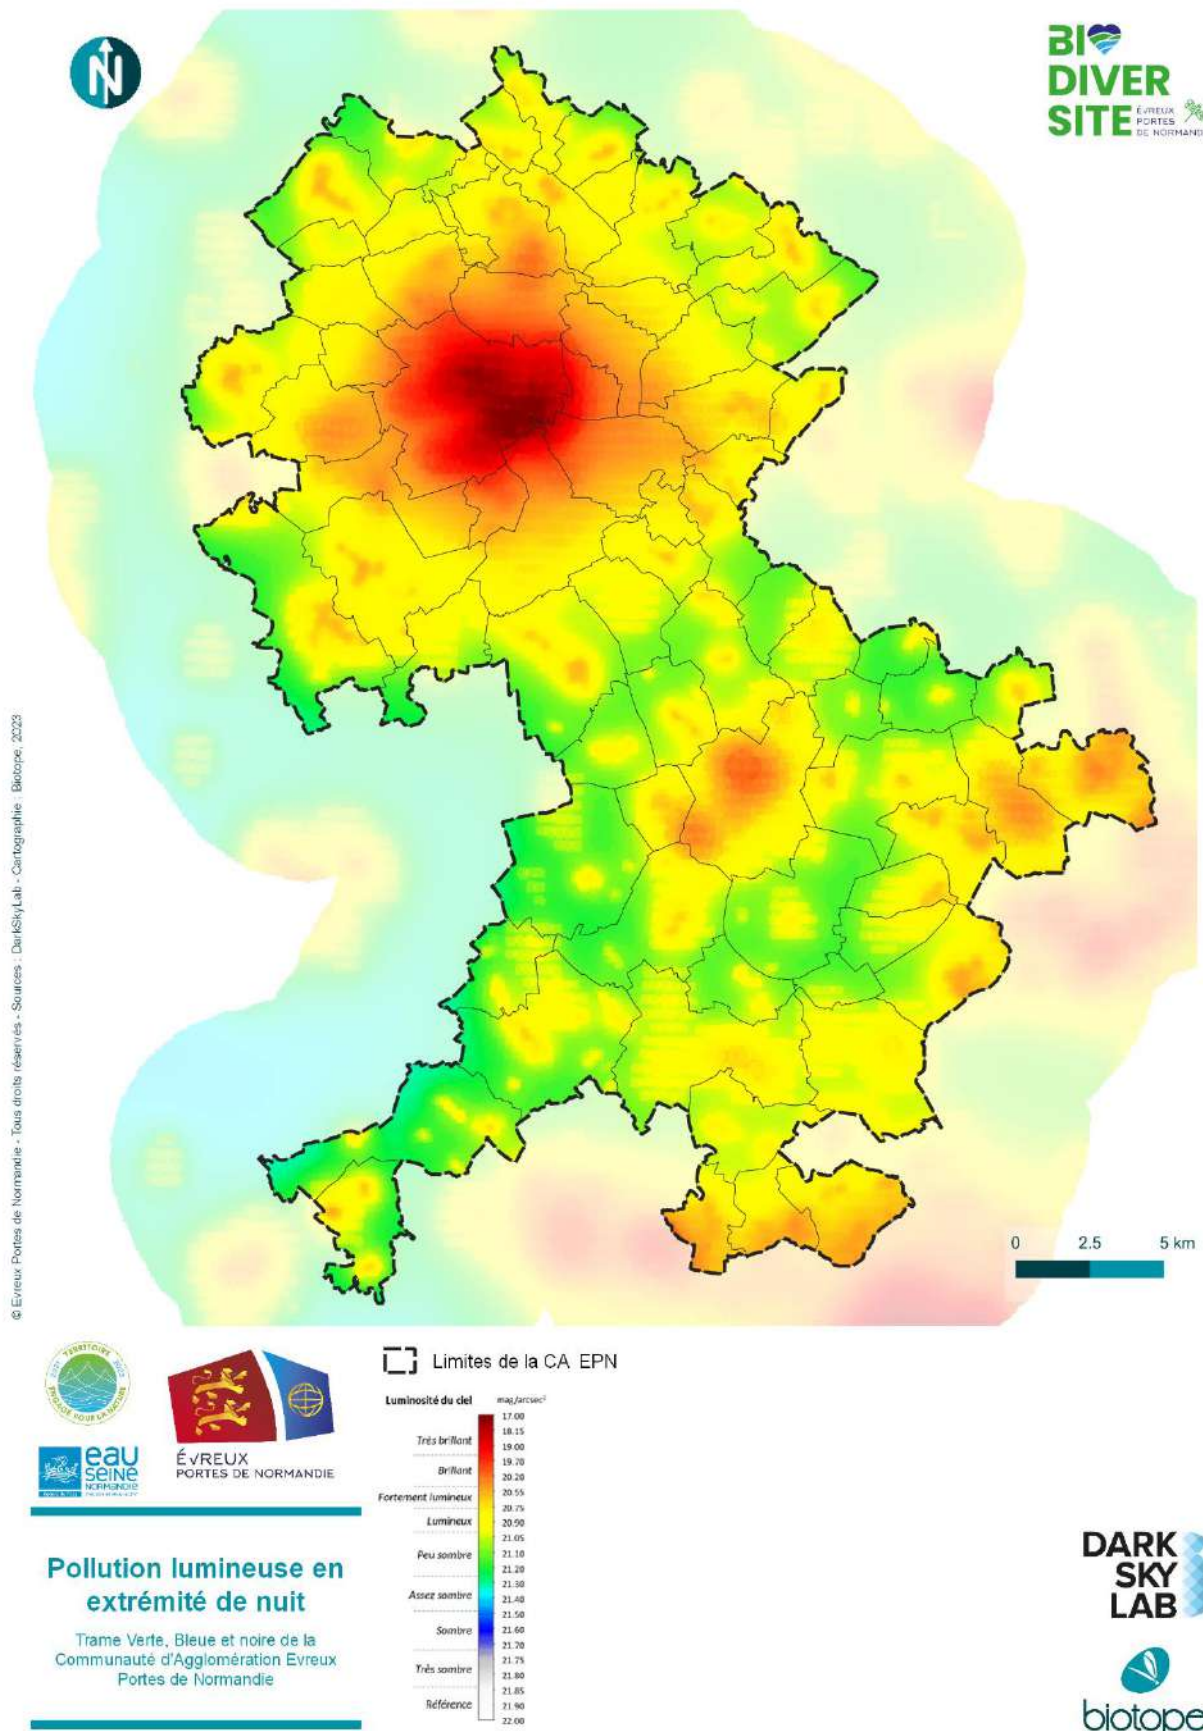 N
BI
DIVER
SITE
ÉVREUX
PORTES
DE NORMAND
© Evreux Portes de Normandie - Tous droits réservés - Sources : DarkSkyLab - Cartographie : Biotope, 2023
0 2.5 5 km
TERRITOIRE
ENGAGÉ POUR LA NATURE
eau
SEINE
NORMANDIE
ÉVREUX
PORTES DE NORMANDIE
Limites de la CA EPN
Luminosité du ciel mag/arcsec²
17.00
18.15
Très brillant
19.00
19.70
Brillant
20.20
20.55
Fortement lumineux
20.75
Lumineux
20.90
21.05
Peu sombre
21.10
21.20
21.30
Assez sombre
21.40
21.50
Sombre
21.60
21.70
21.75
Très sombre
21.80
21.85
Référence
21.90
22.00
Pollution lumineuse en
extrémité de nuit
Trame Verte, Bleue et noire de la
Communauté d'Agglomération Evreux
Portes de Normandie
DARK
SKY
LAB
biotope